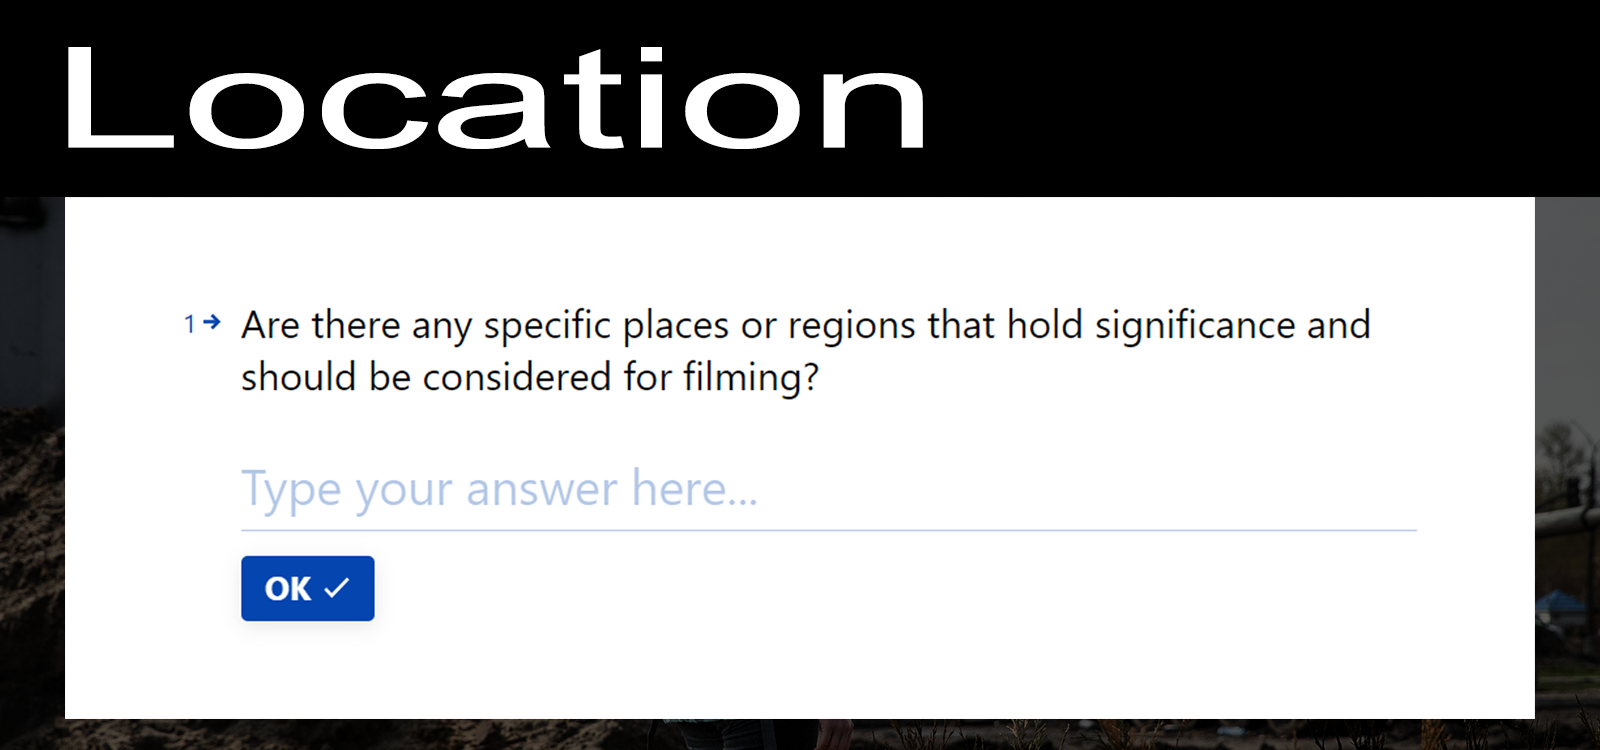 Location
1→ Are there any specific places or regions that hold significance and
should be considered for filming?
Type your answer here...
OK ✓